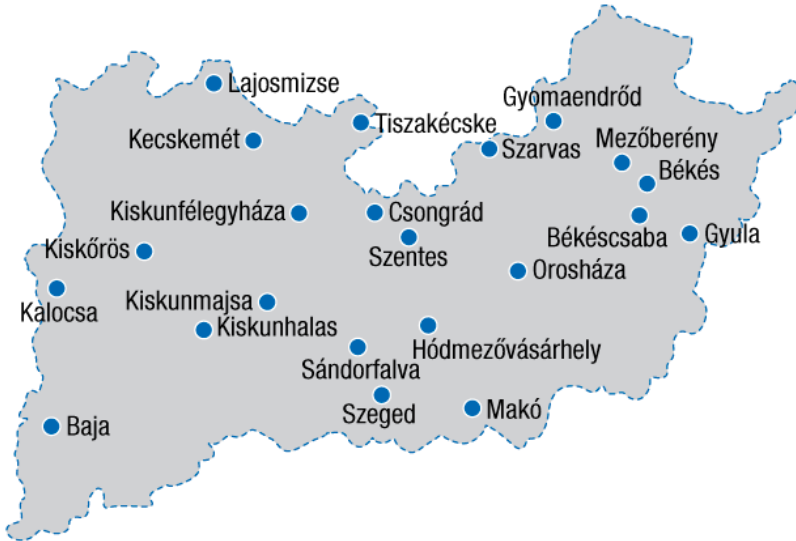 Lajosmizse
Gyomaendrőd
Tiszakécske
Kecskemét
Szarvas
Mezőberény
Békés
Kiskunfélegyháza
Csongrád
Szentes
Békéscsaba
Gyula
Kiskőrös
Orosháza
Kalocsa
Kiskunmajsa
Kiskunhalas
Hódmezővásárhely
Sándorfalva
Szeged
Makó
Baja